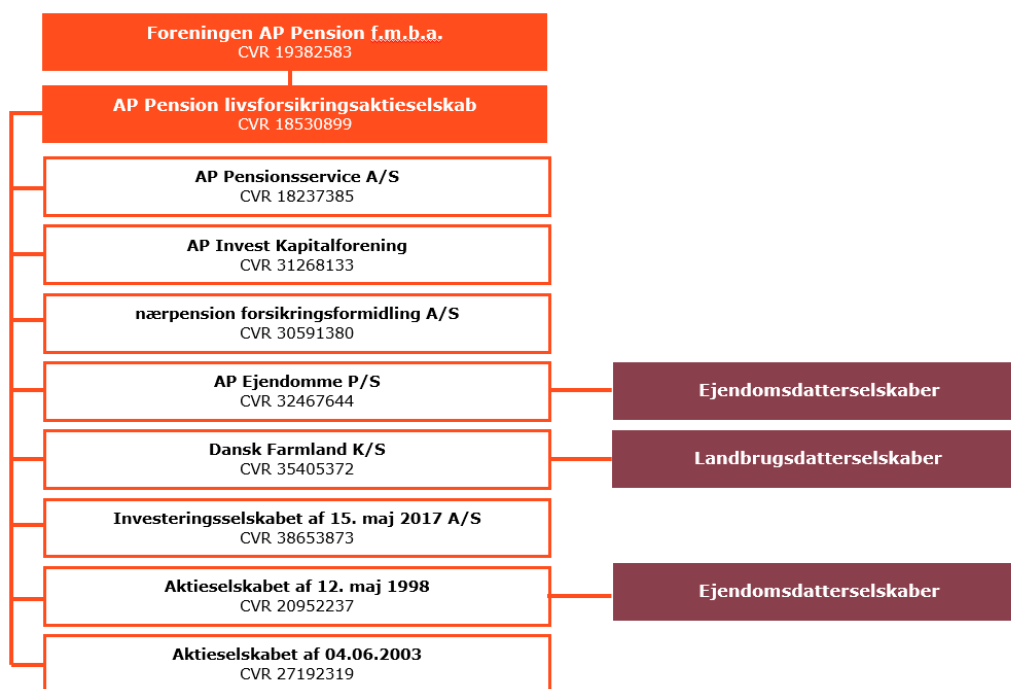 Foreningen AP Pension f.m.b.a.
CVR 19382583
AP Pension livsforsikringsaktieselskab
CVR 18530899
AP Pensionsservice A/S
CVR 18237385
AP Invest Kapitalforening
CVR 31268133
nærpension forsikringsformidling A/S
CVR 30591380
AP Ejendomme P/S
CVR 32467644
Ejendomsdatterselskaber
Dansk Farmland K/S
CVR 35405372
Landbrugsdatterselskaber
Investeringsselskabet af 15. maj 2017 A/S
CVR 38653873
Aktieselskabet af 12. maj 1998
CVR 20952237
Ejendomsdatterselskaber
Aktieselskabet af 04.06.2003
CVR 27192319